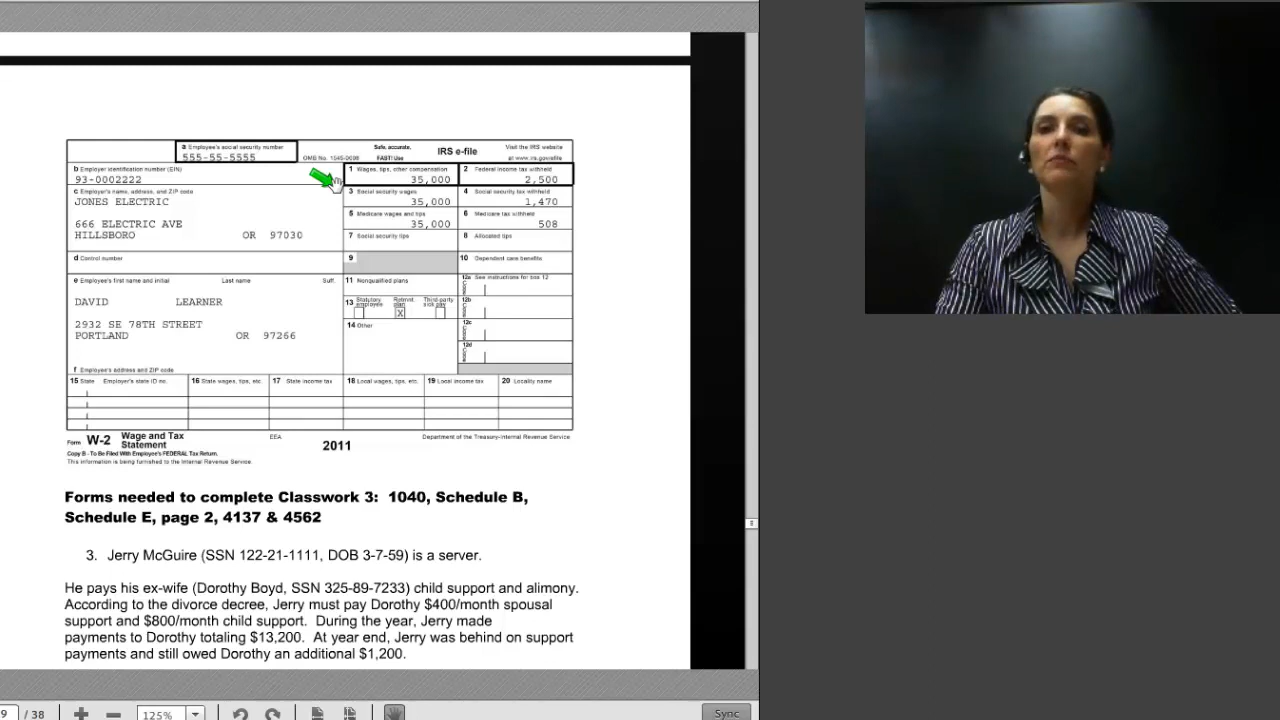 a Employee's social security number
555-55-5555
OMB No. 1545-0008
Safe, accurate,
FAST! Use
IRS e-file
Visit the IRS website
at www.irs.gov/efile
b Employer identification number (EIN)
93-0002222
1 Wages, tips, other compensation
35,000
2 Federal income tax withheld
2,500
c Employer's name, address, and ZIP code
JONES ELECTRIC
666 ELECTRIC AVE
HILLSBORO OR 97030
3 Social security wages
35,000
4 Social security tax withheld
1,470
5 Medicare wages and tips
35,000
6 Medicare tax withheld
508
7 Social security tips
8 Allocated tips
d Control number
9
10 Dependent care benefits
e Employee's first name and initial Last name Suff.
DAVID LEARNER
2932 SE 78TH STREET
PORTLAND OR 97266
11 Nonqualified plans
12a See instructions for box 12
13 Statutory employee
Retmnt. plan
Third-party sick pay
X
12b
14 Other
12c
12d
f Employee's address and ZIP code
15 State Employer's state ID no.
16 State wages, tips, etc.
17 State income tax
18 Local wages, tips, etc.
19 Local income tax
20 Locality name
Form W-2 Wage and Tax
Statement
EEA
2011
Department of the Treasury-Internal Revenue Service
Copy B - To Be Filed With Employee's FEDERAL Tax Return.
This information is being furnished to the Internal Revenue Service.
Forms needed to complete Classwork 3: 1040, Schedule B,
Schedule E, page 2, 4137 & 4562
3. Jerry McGuire (SSN 122-21-1111, DOB 3-7-59) is a server.
He pays his ex-wife (Dorothy Boyd, SSN 325-89-7233) child support and alimony.
According to the divorce decree, Jerry must pay Dorothy $400/month spousal
support and $800/month child support. During the year, Jerry made
payments to Dorothy totaling $13,200. At year end, Jerry was behind on support
payments and still owed Dorothy an additional $1,200.
9 / 38
125%
Sync